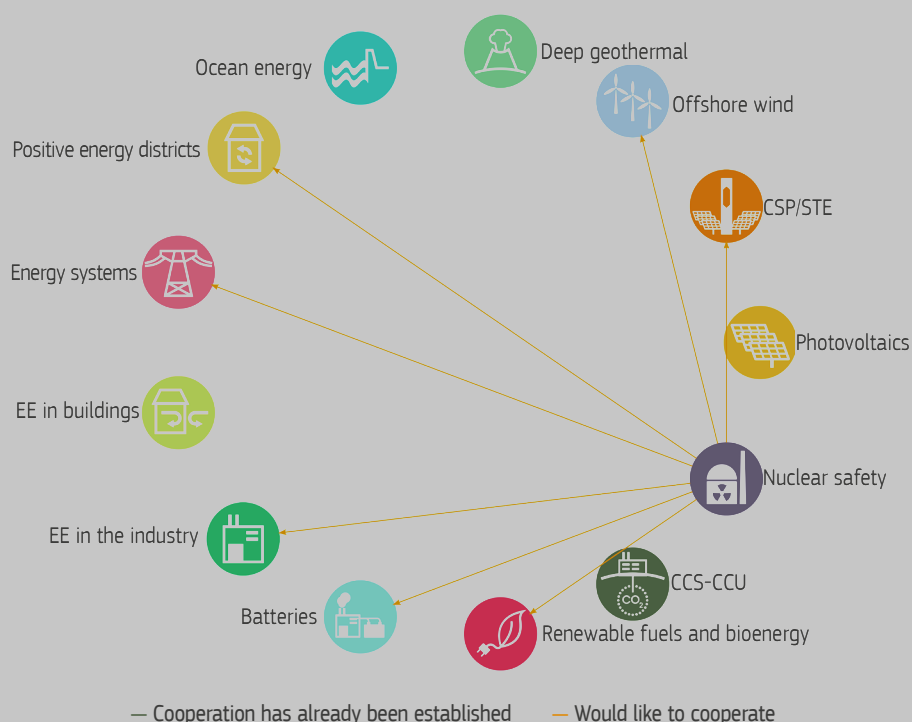 Deep geothermal
Ocean energy
Offshore wind
Positive energy districts
CSP/STE
Energy systems
Photovoltaics
EE in buildings
Nuclear safety
EE in the industry
CCS-CCU
CO2
Batteries
Renewable fuels and bioenergy
Cooperation has already been established
Would like to cooperate